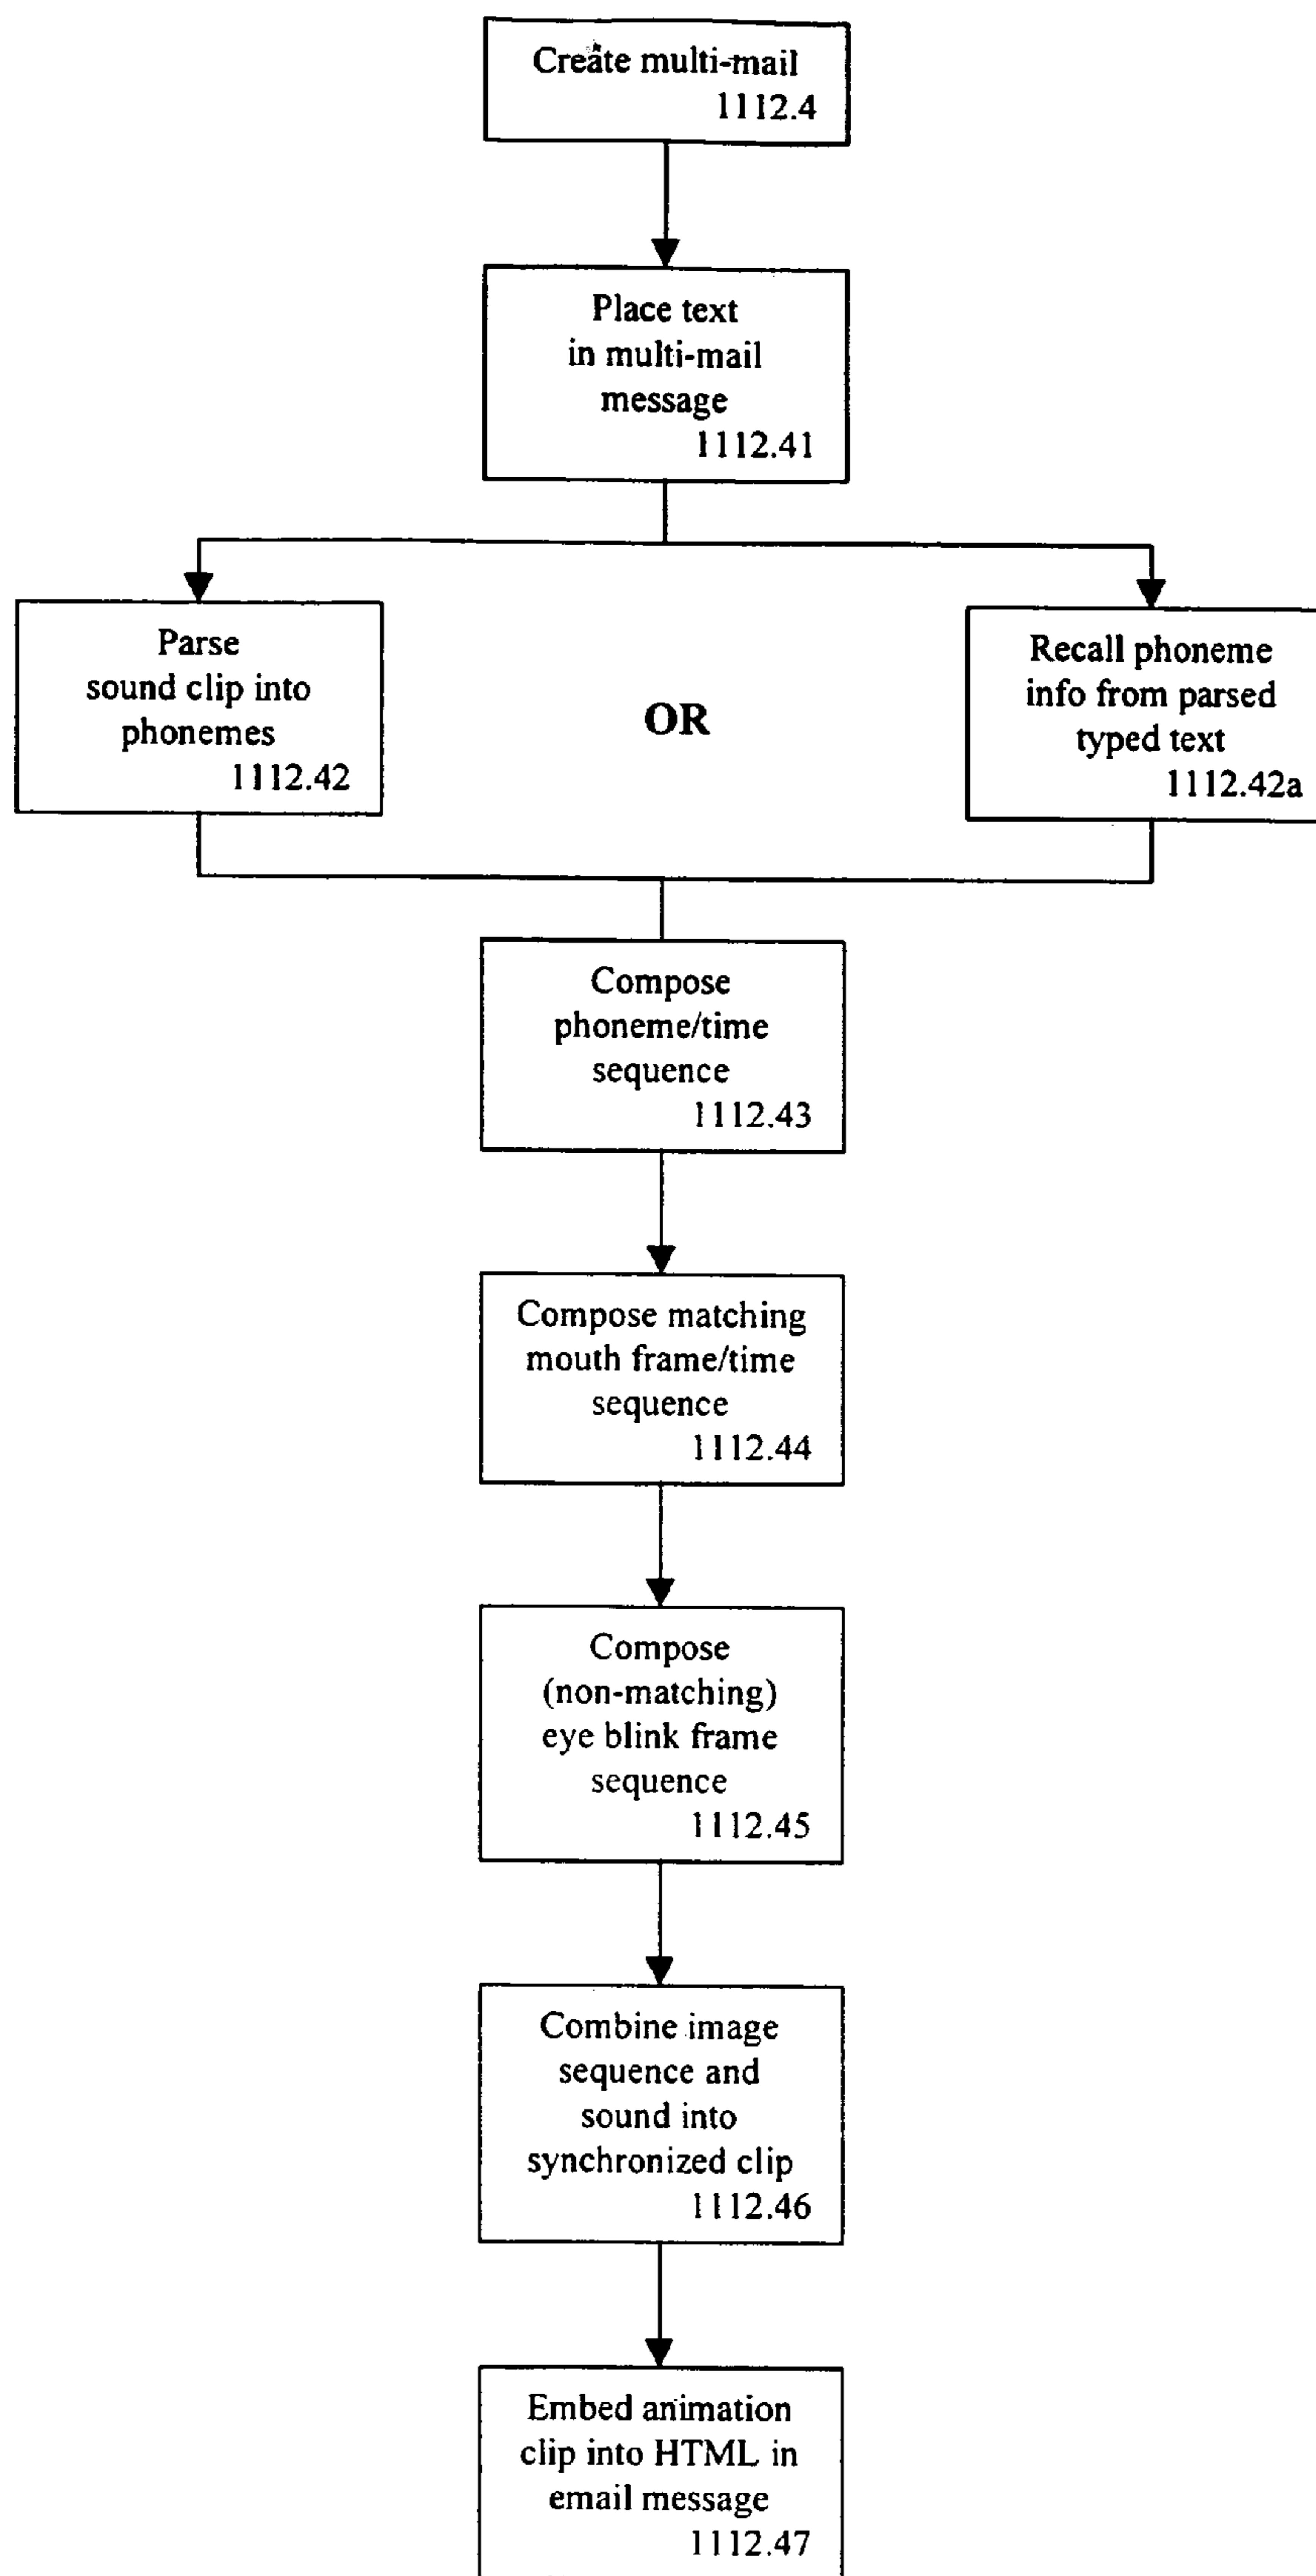 Create multi-mail
1112.4
Place text
in multi-mail
message
1112.41
Parse
sound clip into
phonemes
1112.42
OR
Recall phoneme
info from parsed
typed text
1112.42a
Compose
phoneme/time
sequence
1112.43
Compose matching
mouth frame/time
sequence
1112.44
Compose
(non-matching)
eye blink frame
sequence
1112.45
Combine image
sequence and
sound into
synchronized clip
1112.46
Embed animation
clip into HTML in
email message
1112.47